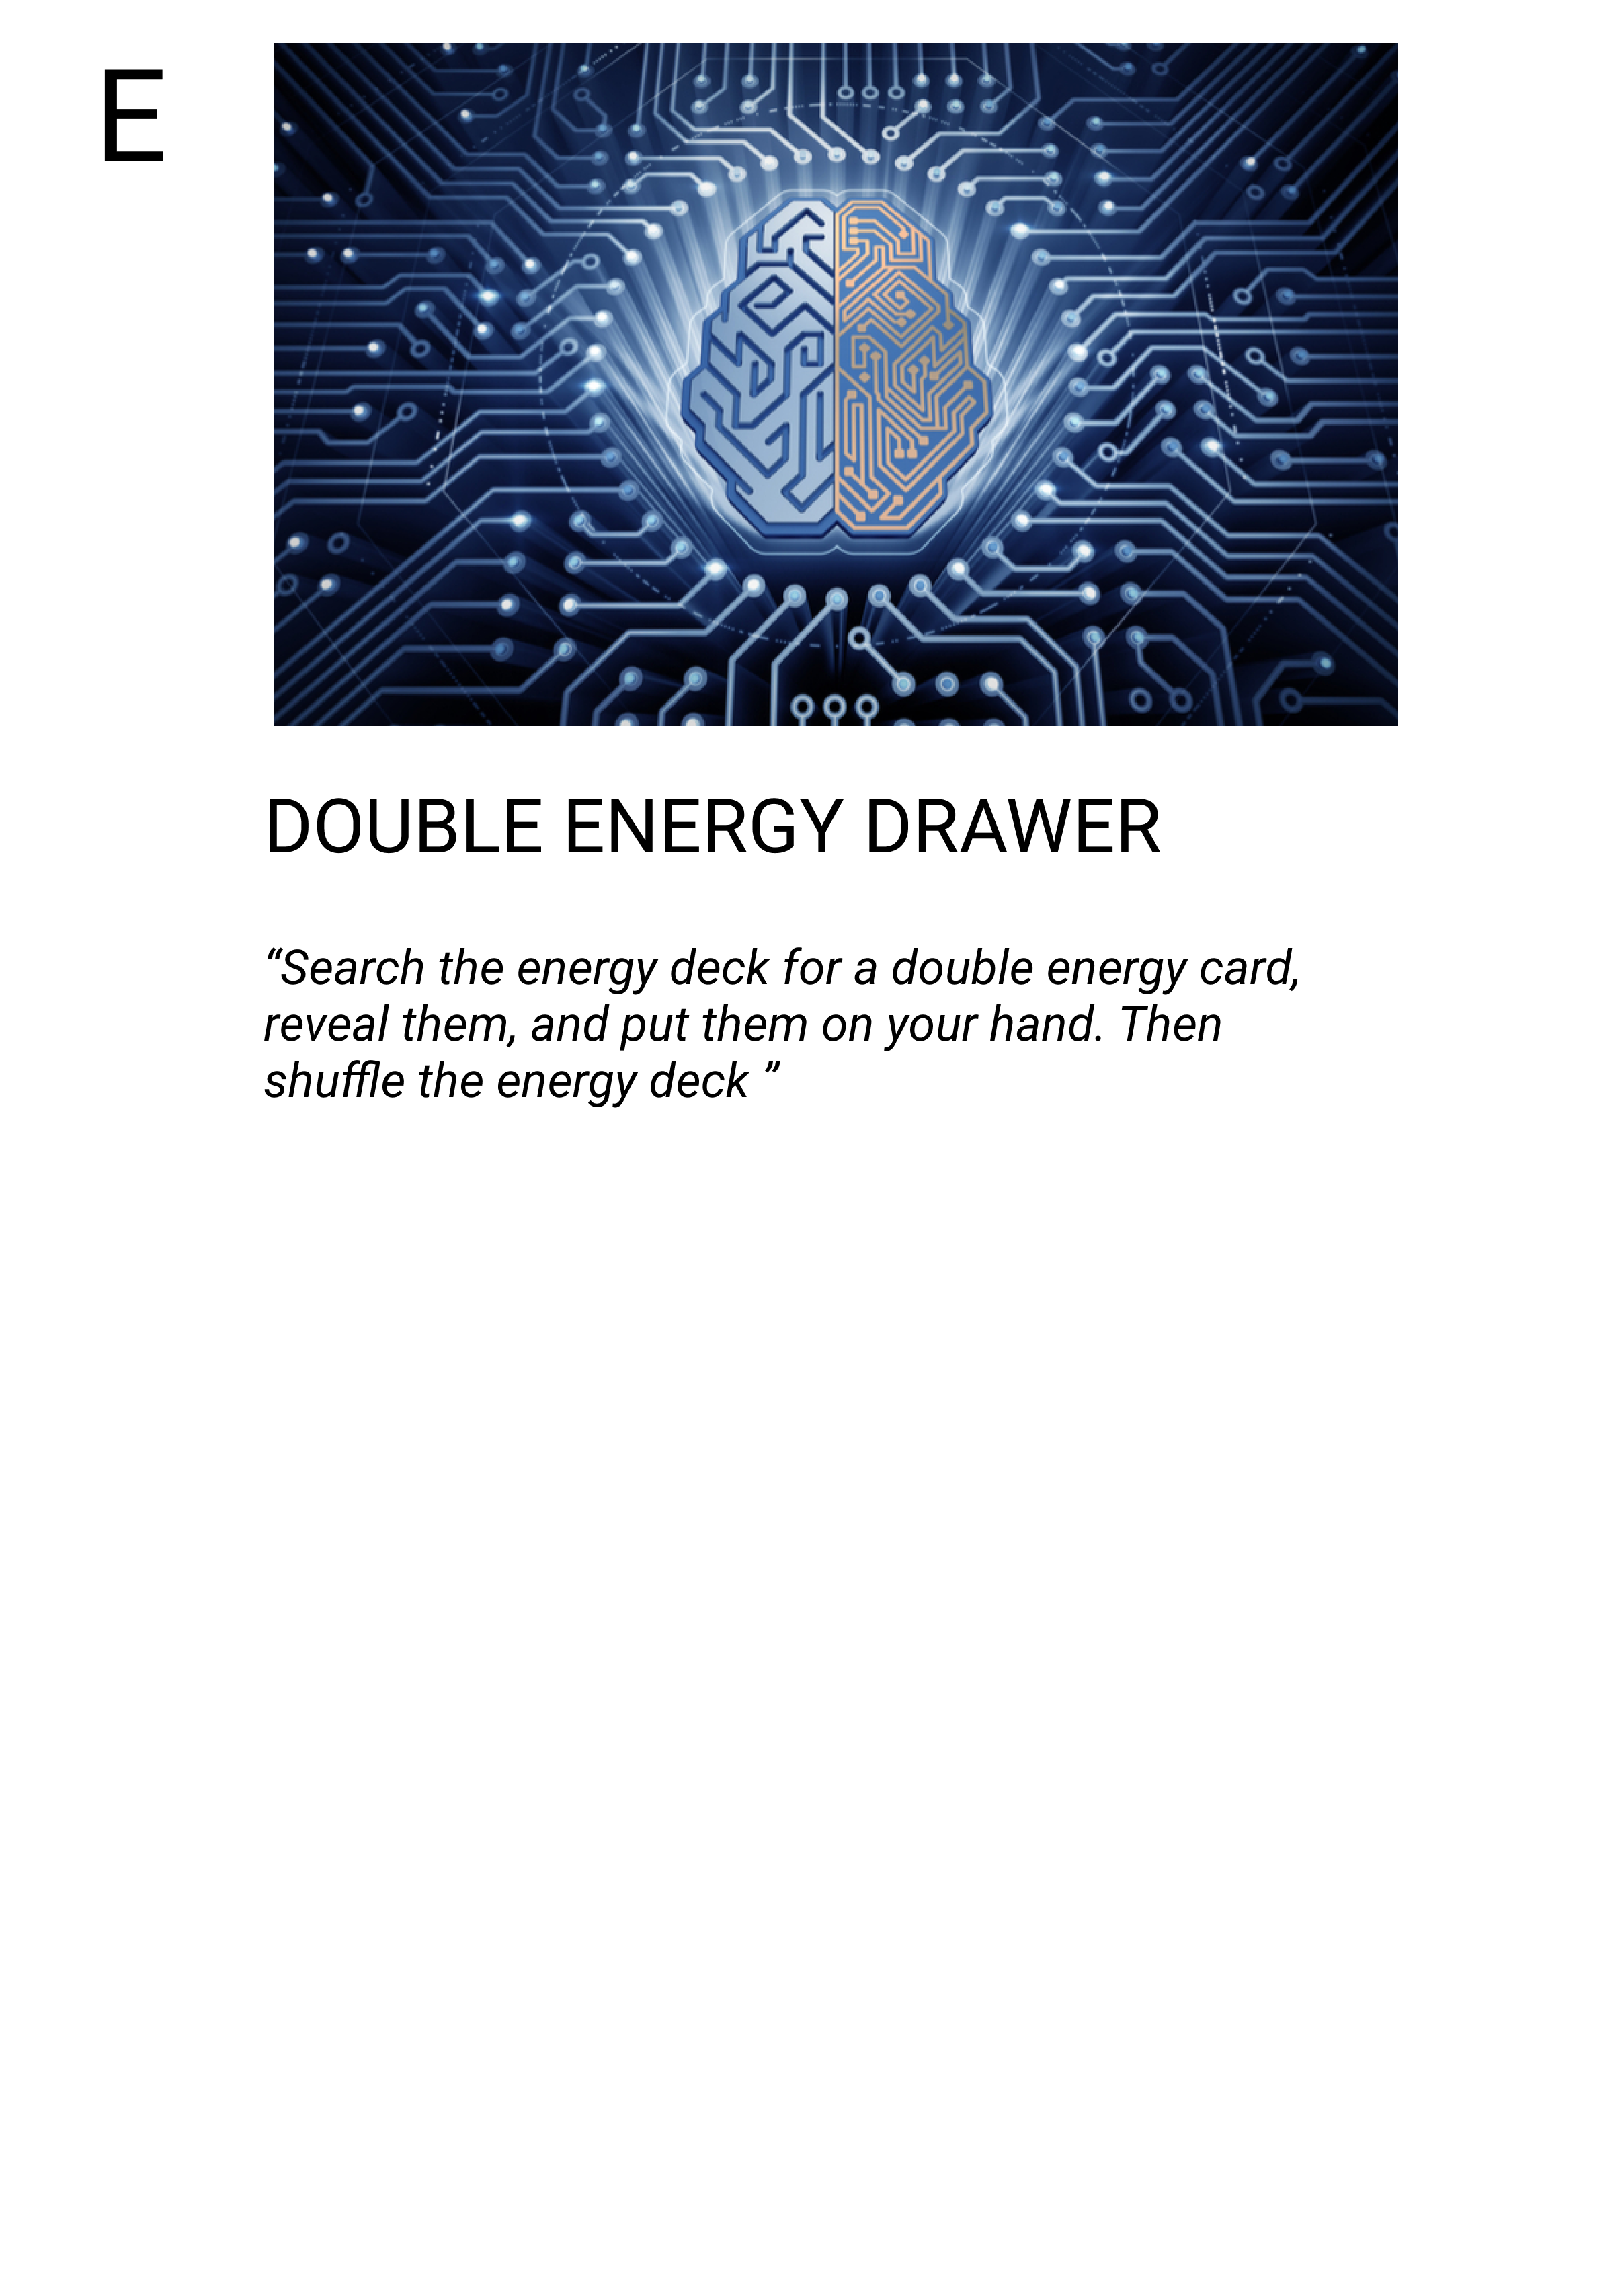 E
DOUBLE ENERGY DRAWER
“Search the energy deck for a double energy card,
reveal them, and put them on your hand. Then
shuffle the energy deck ”